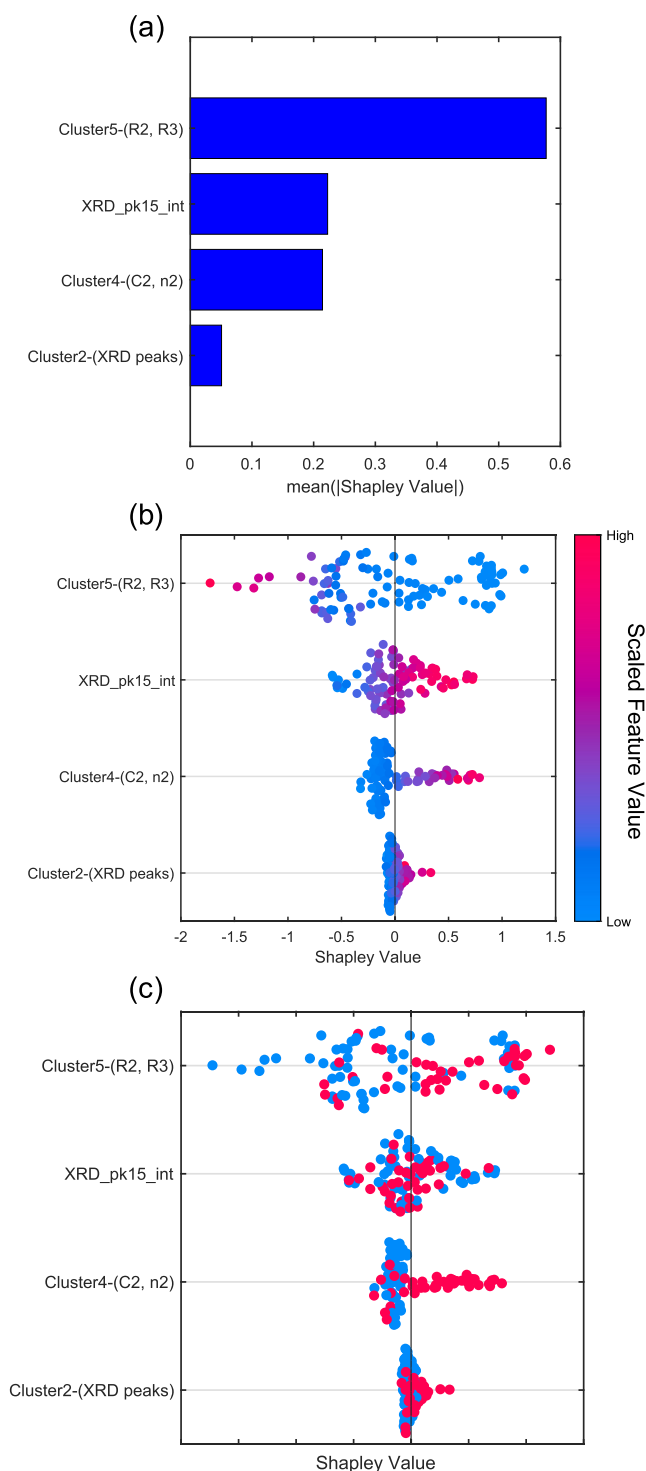 (a)
Cluster5-(R2, R3)
XRD_pk15_int
Cluster4-(C2, n2)
Cluster2-(XRD peaks)
0 0.1 0.2 0.3 0.4 0.5 0.6
mean(|Shapley Value|)
(b)
High
Cluster5-(R2, R3)
XRD_pk15_int
Cluster4-(C2, n2)
Cluster2-(XRD peaks)
Scaled Feature Value
Low
-2 -1.5 -1 -0.5 0 0.5 1 1.5
Shapley Value
(c)
Cluster5-(R2, R3)
XRD_pk15_int
Cluster4-(C2, n2)
Cluster2-(XRD peaks)
Shapley Value